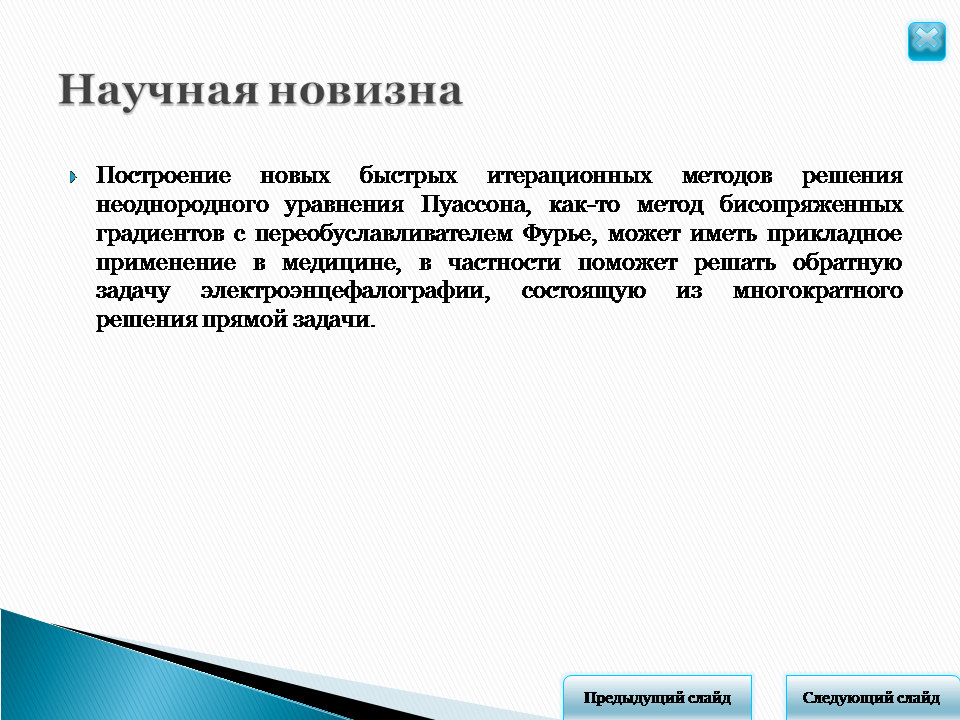 Научная новизна
Построение новых быстрых итерационных методов решения
неоднородного уравнения Пуассона, как-то метод бисопряженных
градиентов с переобуславливателем Фурье, может иметь прикладное
применение в медицине, в частности поможет решать обратную
задачу электроэнцефалографии, состоящую из многократного
решения прямой задачи.
Предыдущий слайд
Следующий слайд